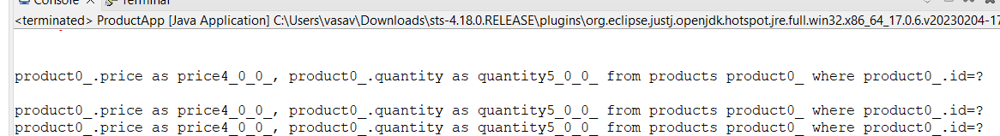 Console Terminal
<terminated> ProductApp [Java Application] C:\Users\vasav\Downloads\sts-4.18.0.RELEASE\plugins\org.eclipse.justj.openjdk.hotspot.jre.full.win32.x86_64_17.0.6.v20230204-17
product0_.price as price4_0_0_, product0_.quantity as quantity5_0_0_ from products product0_ where product0_.id=?
product0_.price as price4_0_0_, product0_.quantity as quantity5_0_0_ from products product0_ where product0_.id=?
product0_.price as price4_0_0_, product0_.quantity as quantity5_0_0_ from products product0_ where product0_.id=?